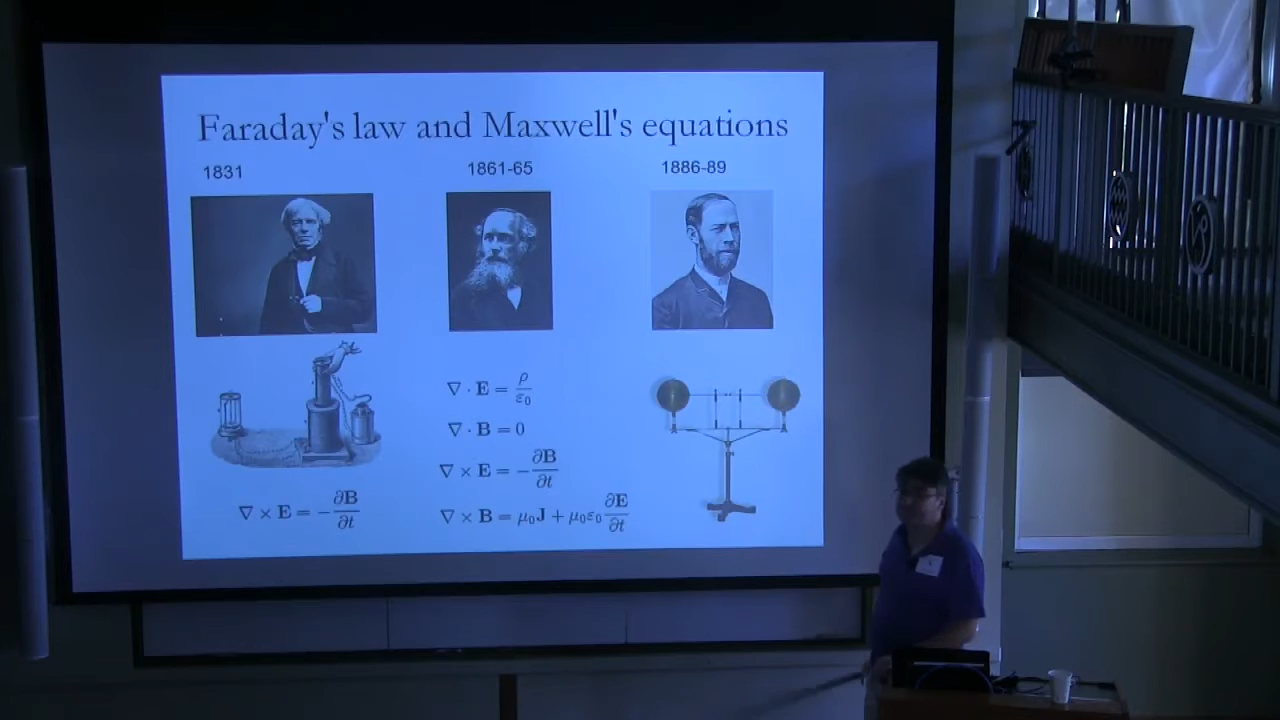 Faraday's law and Maxwell's equations
1831
1861-65
1886-89
∇ · E = ρ/ε₀
∇ · B = 0
∇ × E = −∂B/∂t
∇ × B = μ₀J + μ₀ε₀ ∂E/∂t
∇ × E = −∂B/∂t